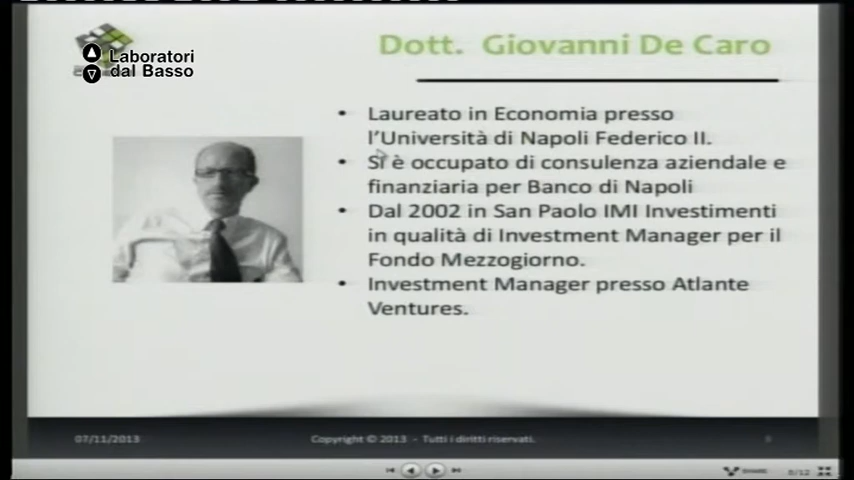 Laboratori
dal Basso
Dott. Giovanni De Caro
• Laureato in Economia presso
l'Università di Napoli Federico II.
• Si è occupato di consulenza aziendale e
finanziaria per Banco di Napoli
• Dal 2002 in San Paolo IMI Investimenti
in qualità di Investment Manager per il
Fondo Mezzogiorno.
• Investment Manager presso Atlante
Ventures.
07/11/2013
Copyright © 2013 - Tutti i diritti riservati.
SHARE